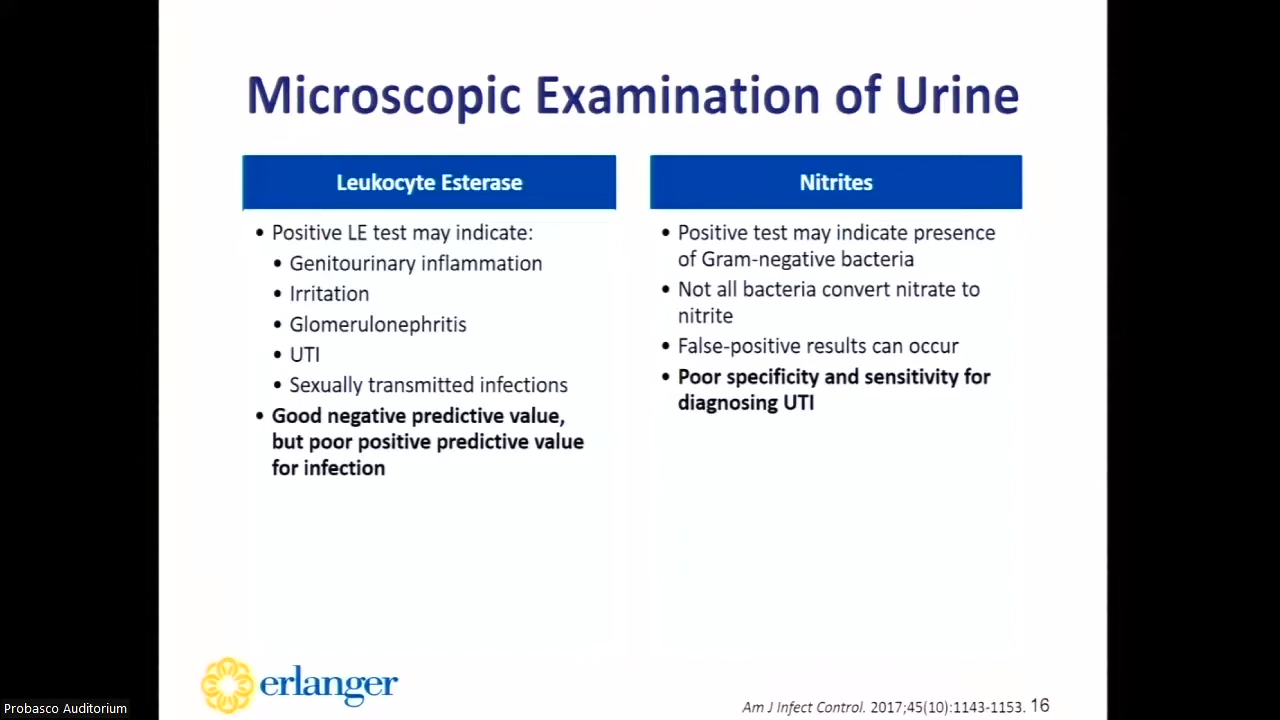 Microscopic Examination of Urine
Leukocyte Esterase
• Positive LE test may indicate:
• Genitourinary inflammation
• Irritation
• Glomerulonephritis
• UTI
• Sexually transmitted infections
• Good negative predictive value,
but poor positive predictive value
for infection
Nitrites
• Positive test may indicate presence
of Gram-negative bacteria
• Not all bacteria convert nitrate to
nitrite
• False-positive results can occur
• Poor specificity and sensitivity for
diagnosing UTI
erlanger
Am J Infect Control. 2017;45(10):1143-1153. 16
Probasco Auditorium